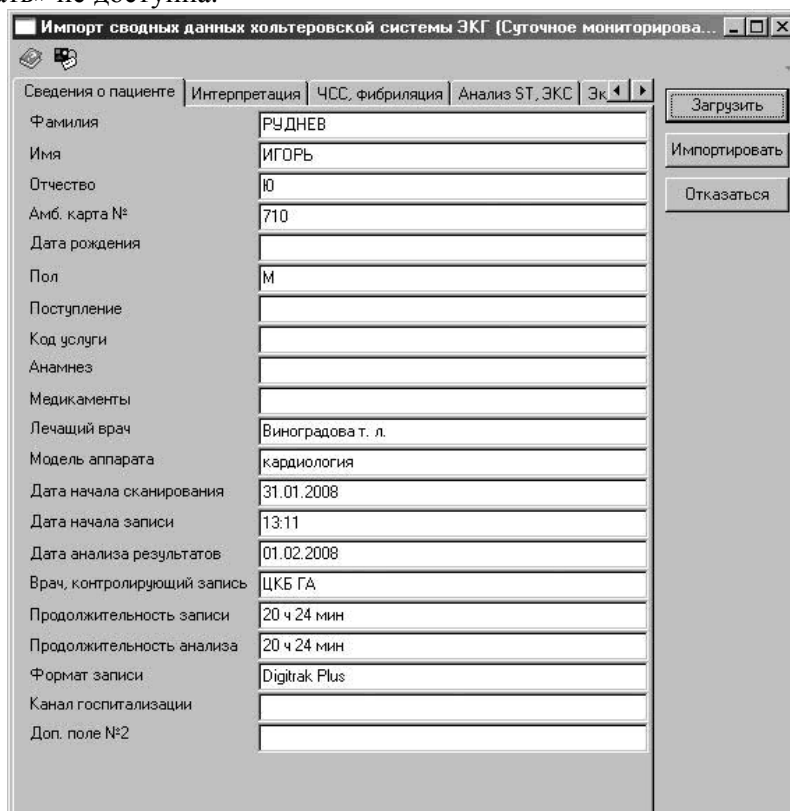 ть» не доступна.
Импорт сводных данных хольтеровской системы ЭКГ (Суточное мониторирова...
Сведения о пациенте Интерпретация ЧСС, фибриляция Анализ ST, ЭКС Эк
Загрузить
Импортировать
Отказаться
Фамилия РУДНЕВ
Имя ИГОРЬ
Отчество Ю
Амб. карта № 710
Дата рождения
Пол М
Поступление
Код услуги
Анамнез
Медикаменты
Лечащий врач Виноградова т. л.
Модель аппарата кардиология
Дата начала сканирования 31.01.2008
Дата начала записи 13:11
Дата анализа результатов 01.02.2008
Врач, контролирующий запись ЦКБ ГА
Продолжительность записи 20 ч 24 мин
Продолжительность анализа 20 ч 24 мин
Формат записи Digitrak Plus
Канал госпитализации
Доп. поле №2